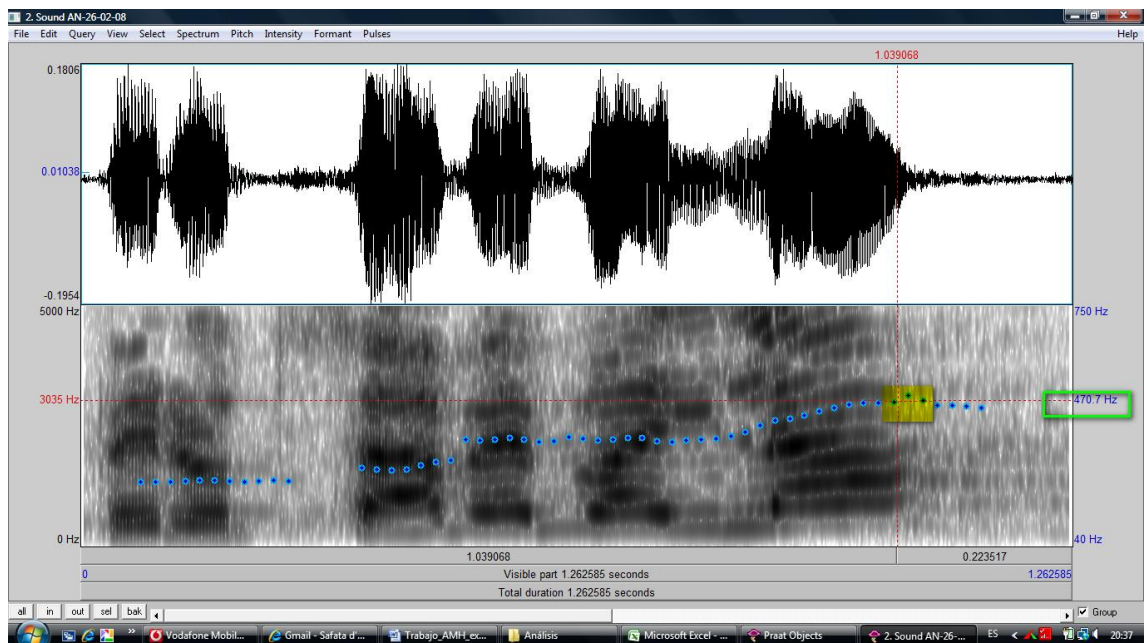 2. Sound AN-26-02-08
File Edit Query View Select Spectrum Pitch Intensity Formant Pulses Help
1.039068
0.1806
0.01038
-0.1954
5000 Hz 750 Hz
3035 Hz 470.7 Hz
0 Hz 40 Hz
1.039068 0.223517
0 Visible part 1.262585 seconds 1.262585
Total duration 1.262585 seconds
all in out sel bak Group
Vodafone Mobil... Gmail - Safata d'... Trabajo_AMH_ex... Análisis Microsoft Excel - ... Praat Objects 2. Sound AN-26-... ES 20:37